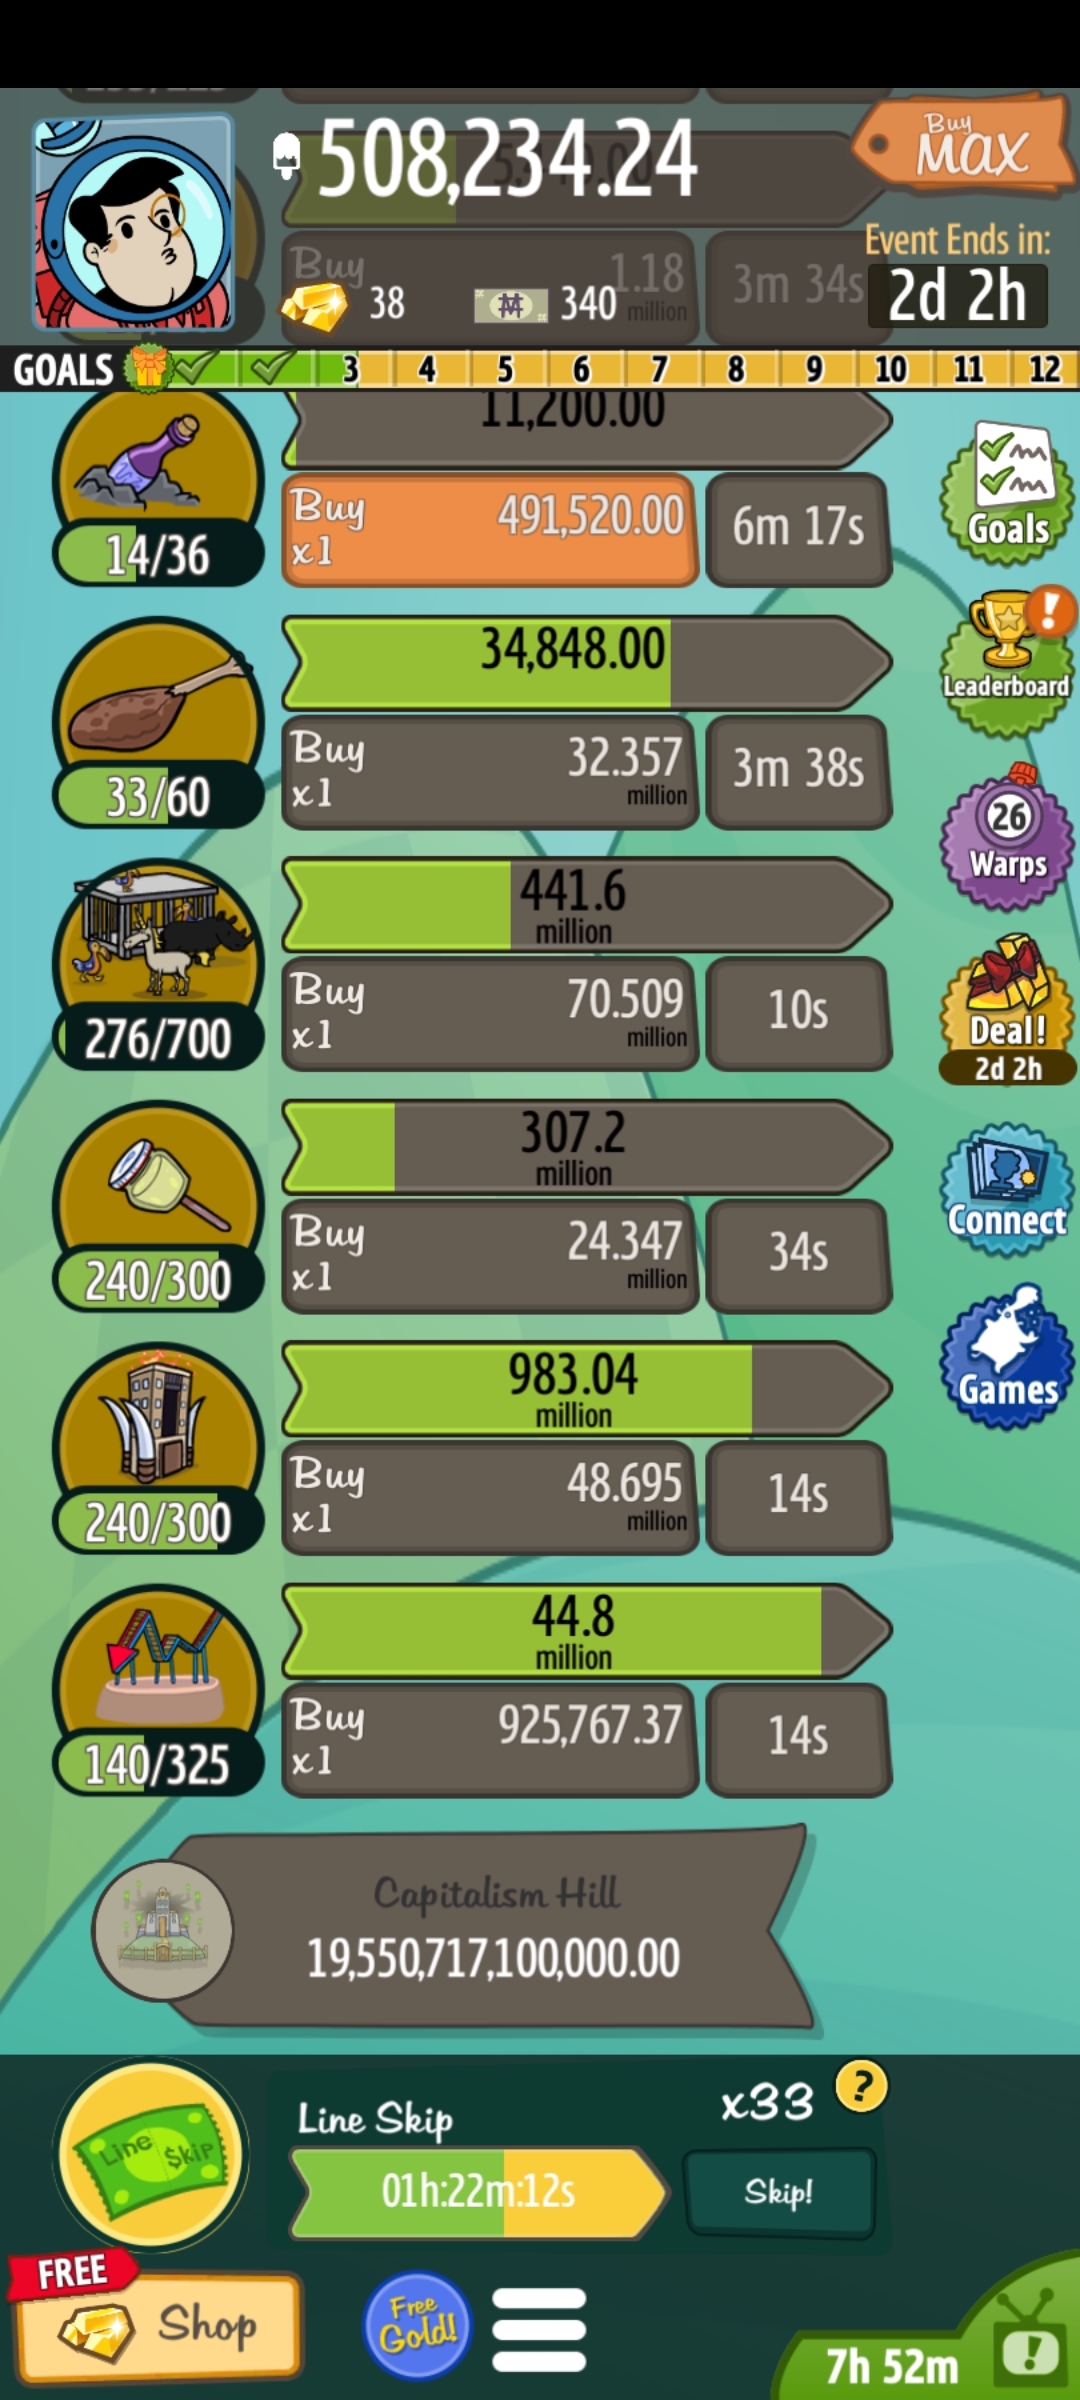 Buy
MAX
508,234.24
Event Ends in:
2d 2h
Buy
1.18
million
3m 34s
38
340
GOALS
3 4 5 6 7 8 9 10 11 12
11,200.00
Buy
x1
491,520.00
6m 17s
14/36
Goals
34,848.00
Leaderboard
Buy
x1
32.357
million
3m 38s
33/60
26
Warps
441.6
million
Buy
x1
70.509
million
10s
276/700
Deal!
2d 2h
307.2
million
Connect
Buy
x1
24.347
million
34s
240/300
983.04
million
Games
Buy
x1
48.695
million
14s
240/300
44.8
million
Buy
x1
925,767.37
14s
140/325
Capitalism Hill
19,550,717,100,000.00
Line $kip
Line Skip
x33
?
01h:22m:12s
Skip!
FREE
Shop
Free
Gold!
7h 52m